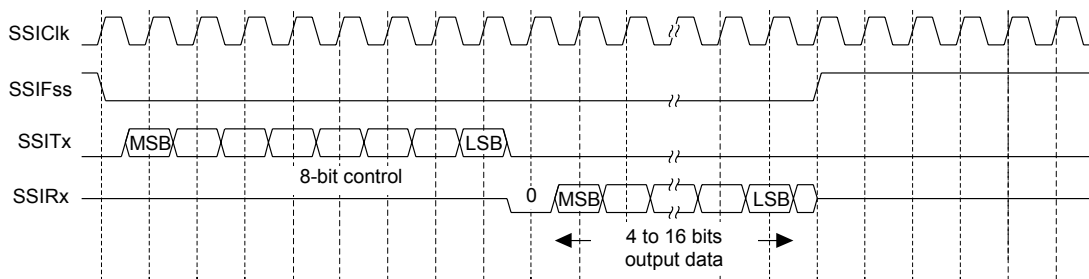 SSIClk
SSIFss
SSITx
MSB
LSB
8-bit control
SSIRx
0
MSB
LSB
4 to 16 bits
output data